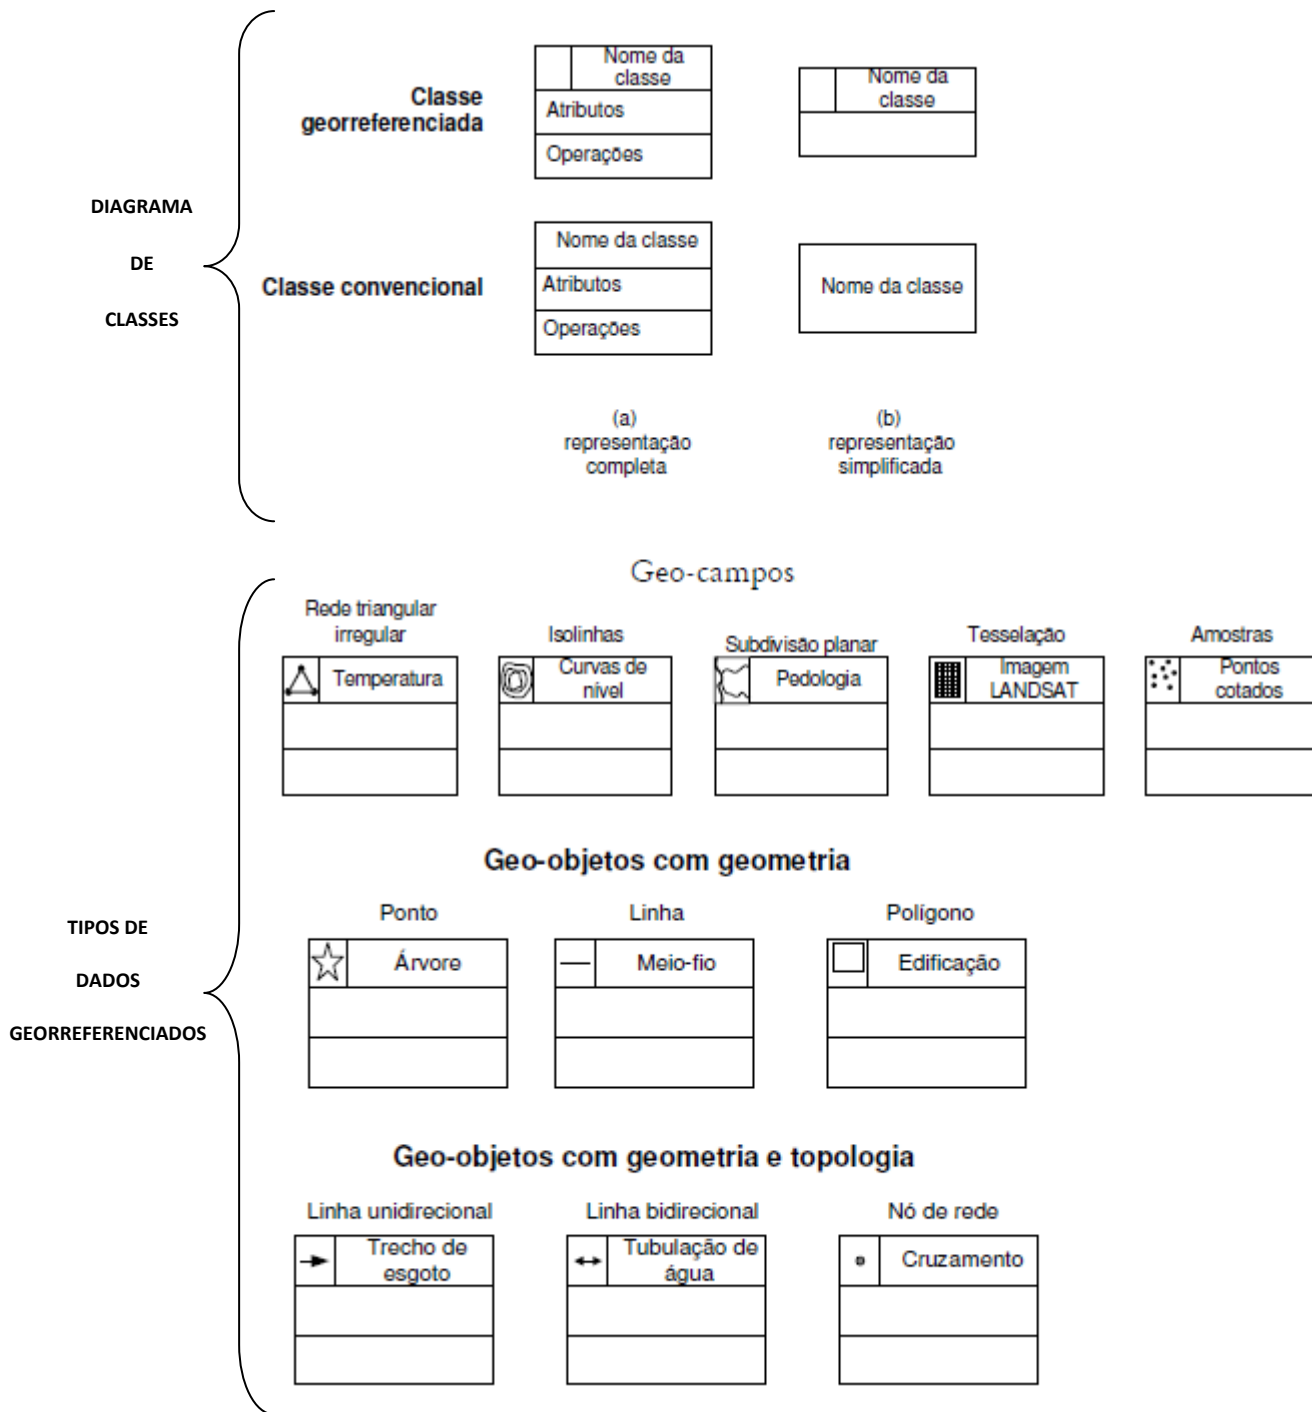 DIAGRAMA
DE
CLASSES
Classe
georreferenciada
Nome da
classe
Atributos
Operações
Nome da
classe
Classe convencional
Nome da classe
Atributos
Operações
Nome da classe
(a)
representação
completa
(b)
representação
simplificada
TIPOS DE
DADOS
GEORREFERENCIADOS
Geo-campos
Rede triangular
irregular
Temperatura
Isolinhas
Curvas de
nível
Subdivisão planar
Pedologia
Tesselação
Imagem
LANDSAT
Amostras
Pontos
cotados
Geo-objetos com geometria
Ponto
Árvore
Linha
Meio-fio
Polígono
Edificação
Geo-objetos com geometria e topologia
Linha unidirecional
Trecho de
esgoto
Linha bidirecional
Tubulação de
água
Nó de rede
Cruzamento